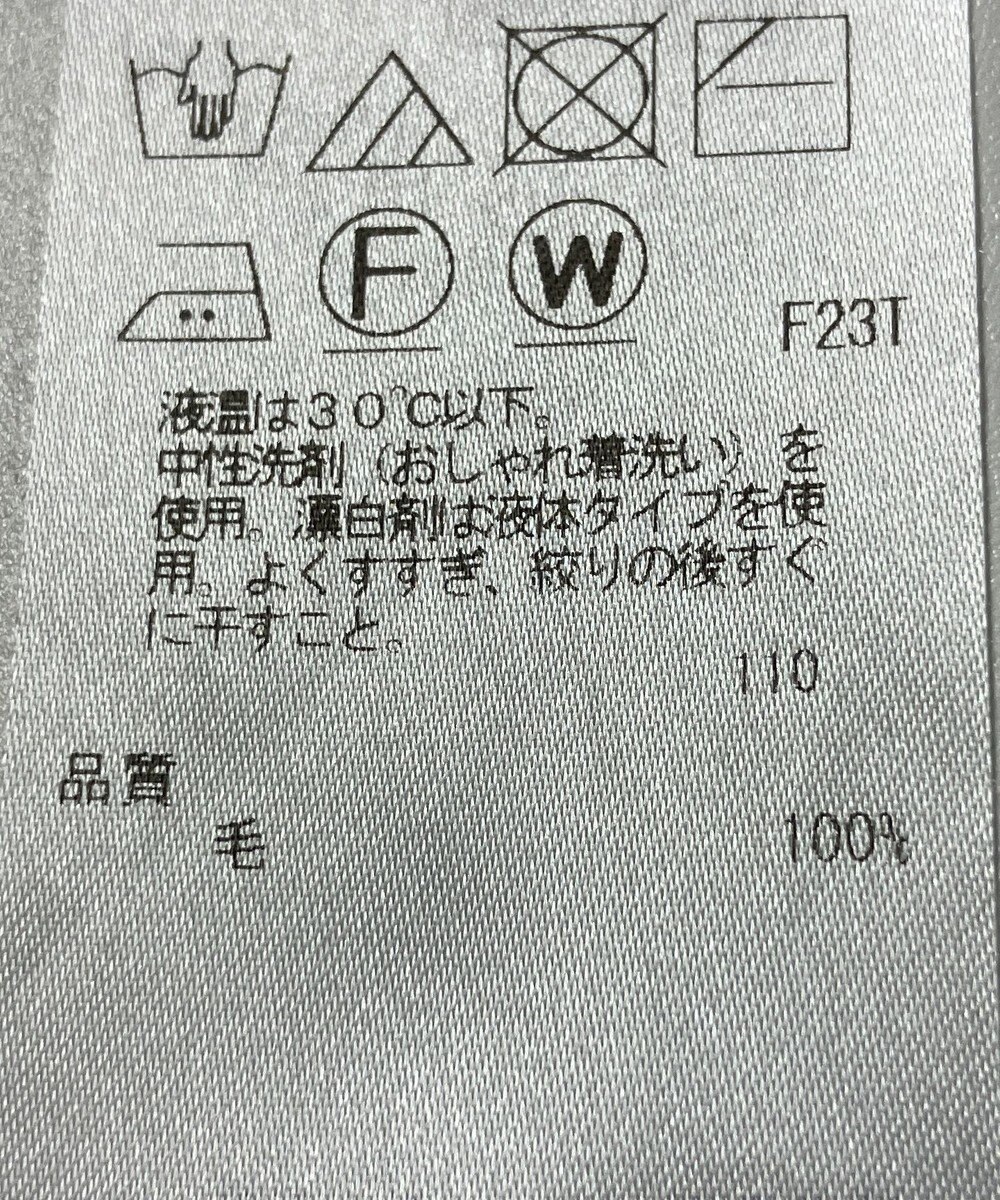 F
W
F23T
液温は３０℃以下。
中性洗剤（おしゃれ着洗い）を
使用。漂白剤は液体タイプを使
用。よくすすぎ、絞りの後すぐ
に干すこと。
110
品質
毛 100%